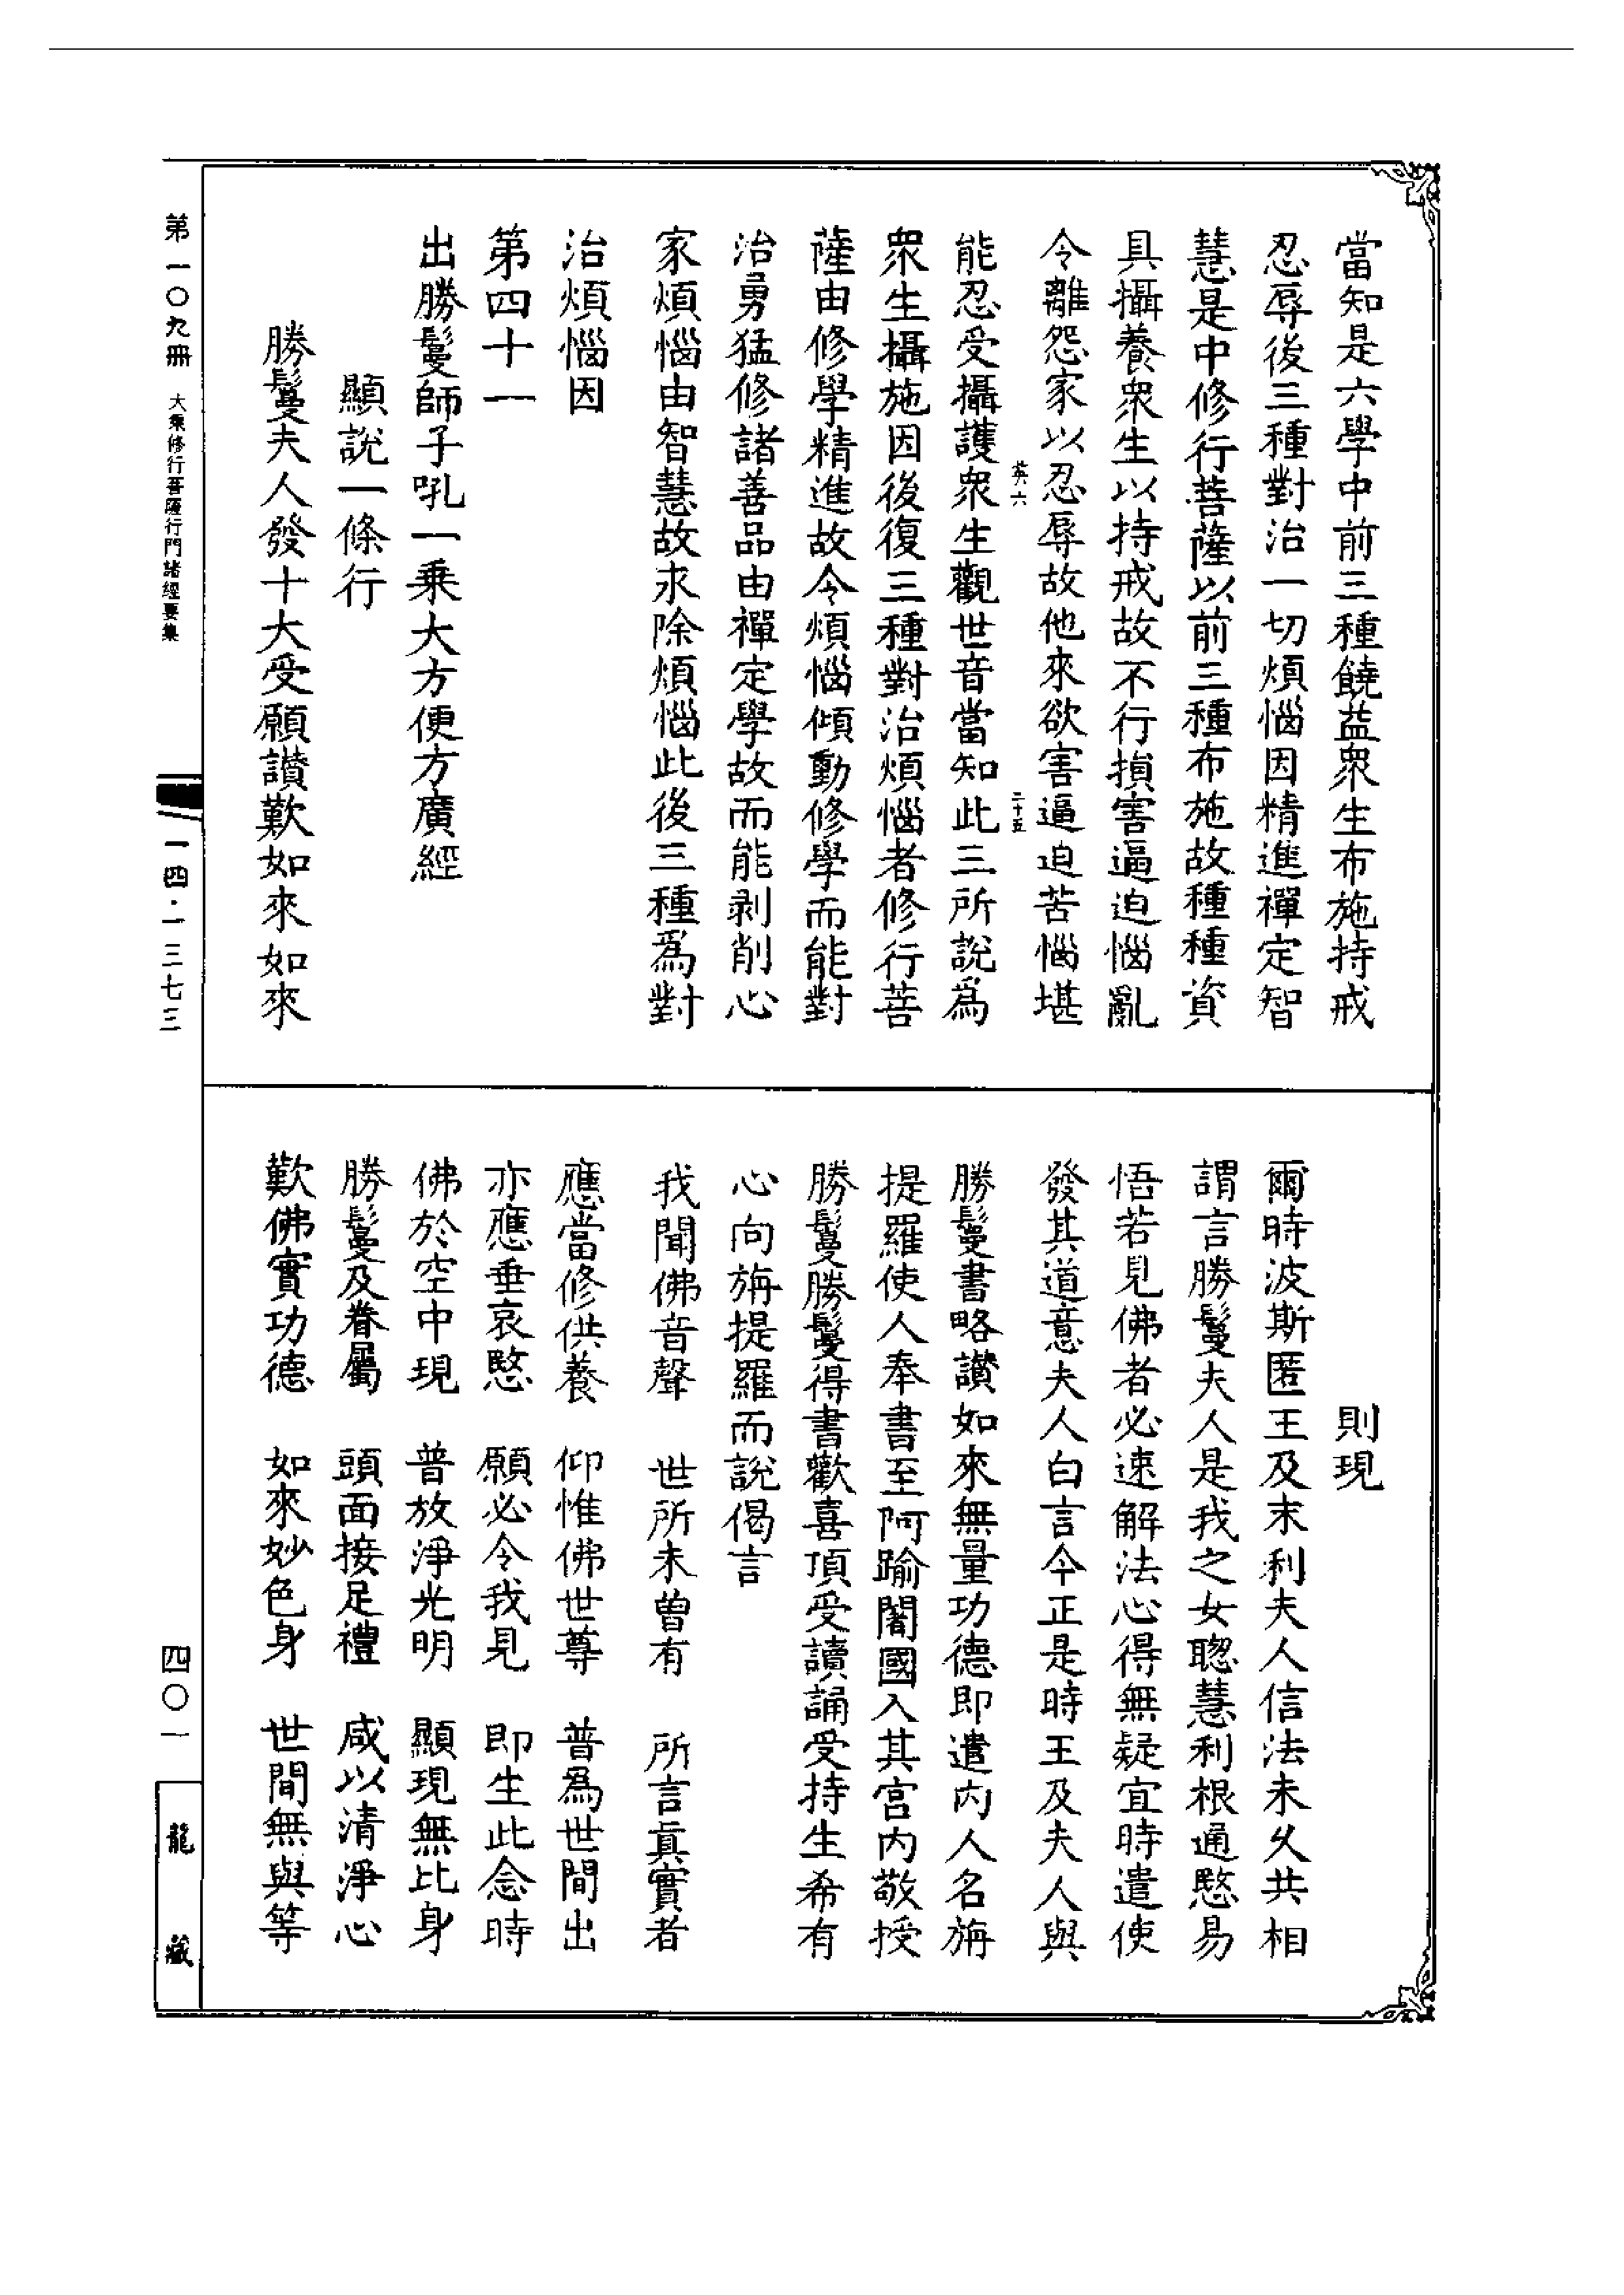 當知是六學中前三種饒益衆生布施持戒
忍辱後三種對治一切煩惱因精進禪定智
慧是中修行菩薩以前三種布施故種種資
具攝養衆生以持戒故不行損害逼迫惱亂
令離怨家以忍辱故他來欲害逼迫苦惱堪
英六 二十五
能忍受攝護衆生觀世音當知此三所說為
衆生攝施因後復三種對治煩惱者修行菩
薩由修學精進故令煩惱傾動修學而能對
治勇猛修諸善品由禪定學故而能剥削心
家煩惱由智慧故永除煩惱此後三種為對
治煩惱因
第四十一
出勝鬘師子吼一乘大方便方廣經
顯說一條行
勝鬘夫人發十大受願讃歎如來如來
則現
爾時波斯匿王及末利夫人信法未久共相
謂言勝鬘夫人是我之女聰慧利根通愍易
悟若見佛者必速解法心得無疑宜時遣使
發其道意夫人白言今正是時王及夫人與
勝鬘書略讃如來無量功德即遣內人名旃
提羅使人奉書至阿踰闍國入其宮內敬授
勝鬘勝鬘得書歡喜頂受讀誦受持生希有
心向旃提羅而說偈言
我聞佛音聲 世所未曾有 所言眞實者
應當修供養 仰惟佛世尊 普為世間出
亦應垂哀愍 願必令我見 即生此念時
佛於空中現 普放淨光明 顯現無比身
勝鬘及眷屬 頭面接足禮 咸以清淨心
歎佛實功德 如來妙色身 世間無與等
第一〇九冊 大乘修行菩薩行門諸經要集
一四·一三七三
四〇一
龍藏